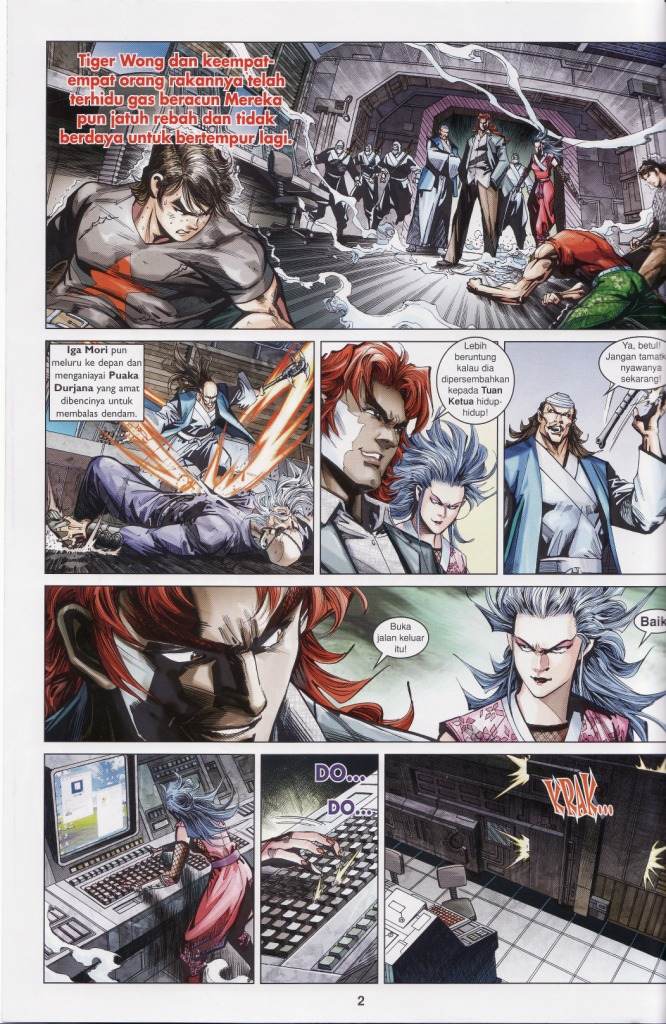 Tiger Wong dan keempat-
empat orang rakannya telah
terhidu gas beracun Mereka
pun jatuh rebah dan tidak
berdaya untuk bertempur lagi.
Iga Mori pun
meluru ke depan dan
menganiayai Puaka
Durjana yang amat
dibencinya untuk
membalas dendam.
Lebih
beruntung
kalau dia
dipersembahkan
kepada Tuan
Ketua hidup-
hidup!
Ya, betul!
Jangan tamatk
nyawanya
sekarang!
Buka
jalan keluar
itu!
Baik
DO...
DO...
KRAK...
2